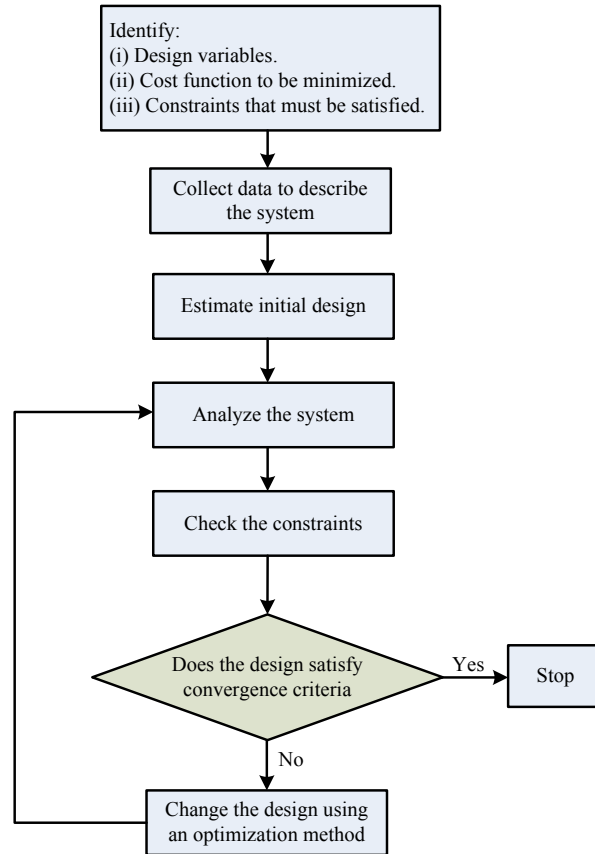 Identify:
(i) Design variables.
(ii) Cost function to be minimized.
(iii) Constraints that must be satisfied.
Collect data to describe
the system
Estimate initial design
Analyze the system
Check the constraints
Does the design satisfy
convergence criteria
Yes
Stop
No
Change the design using
an optimization method